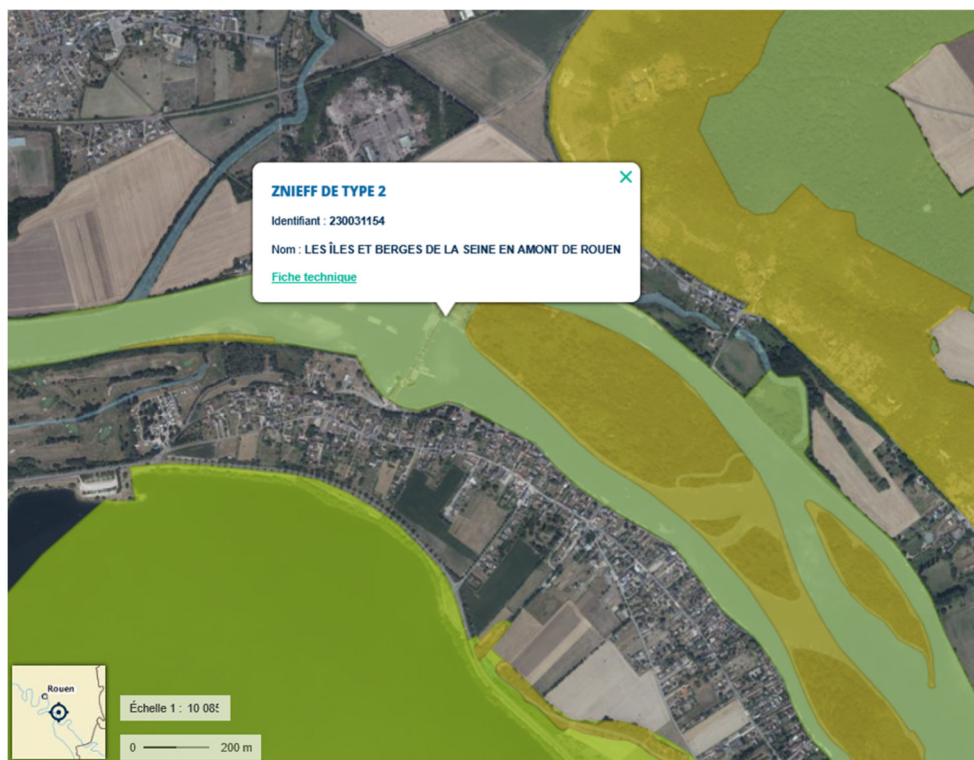 ZNIEFF DE TYPE 2
Identifiant : 230031154
Nom : LES ÎLES ET BERGES DE LA SEINE EN AMONT DE ROUEN
Fiche technique
Rouen
Échelle 1 : 10 085
0 200 m